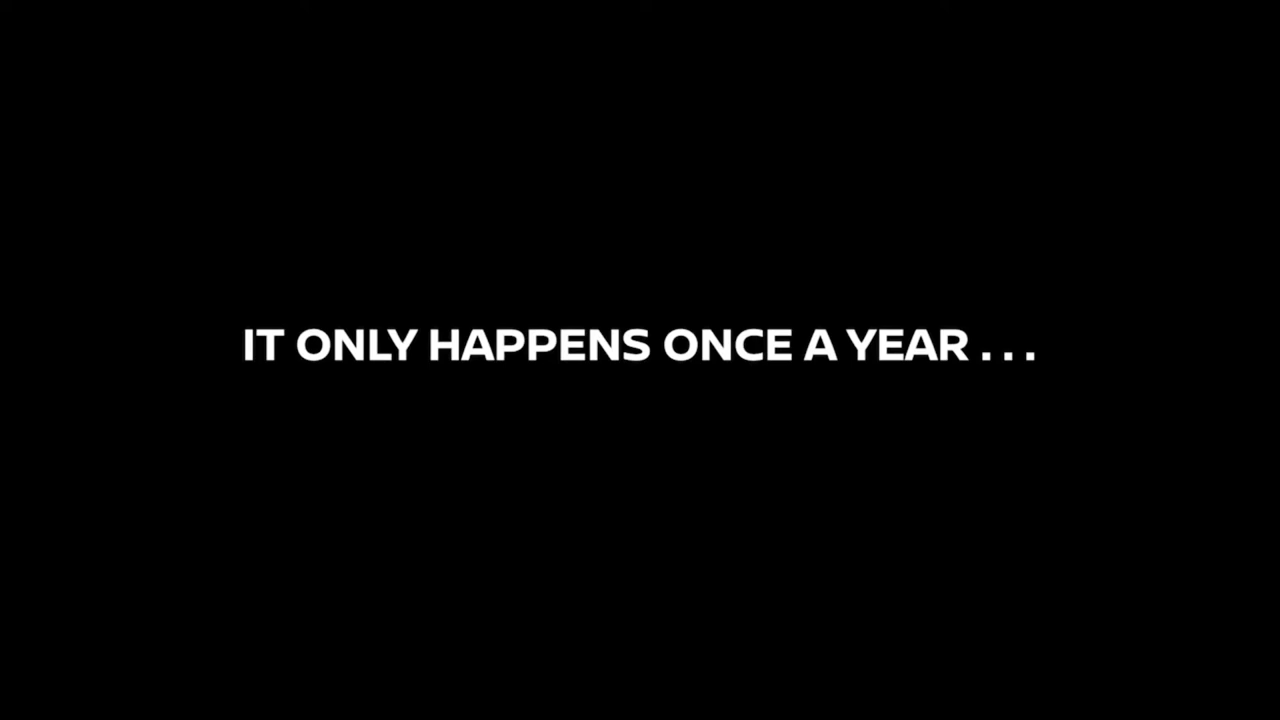 IT ONLY HAPPENS ONCE A YEAR . . .